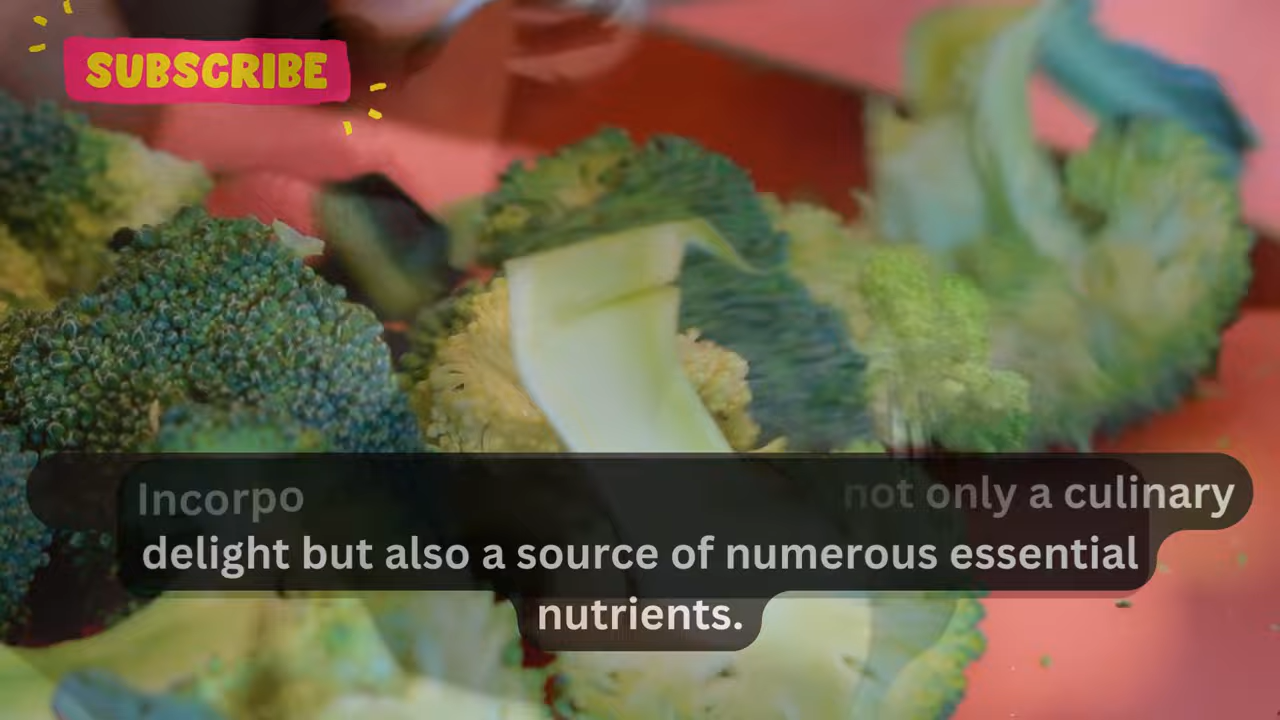 SUBSCRIBE
Incorpo
not only a culinary
delight but also a source of numerous essential
nutrients.